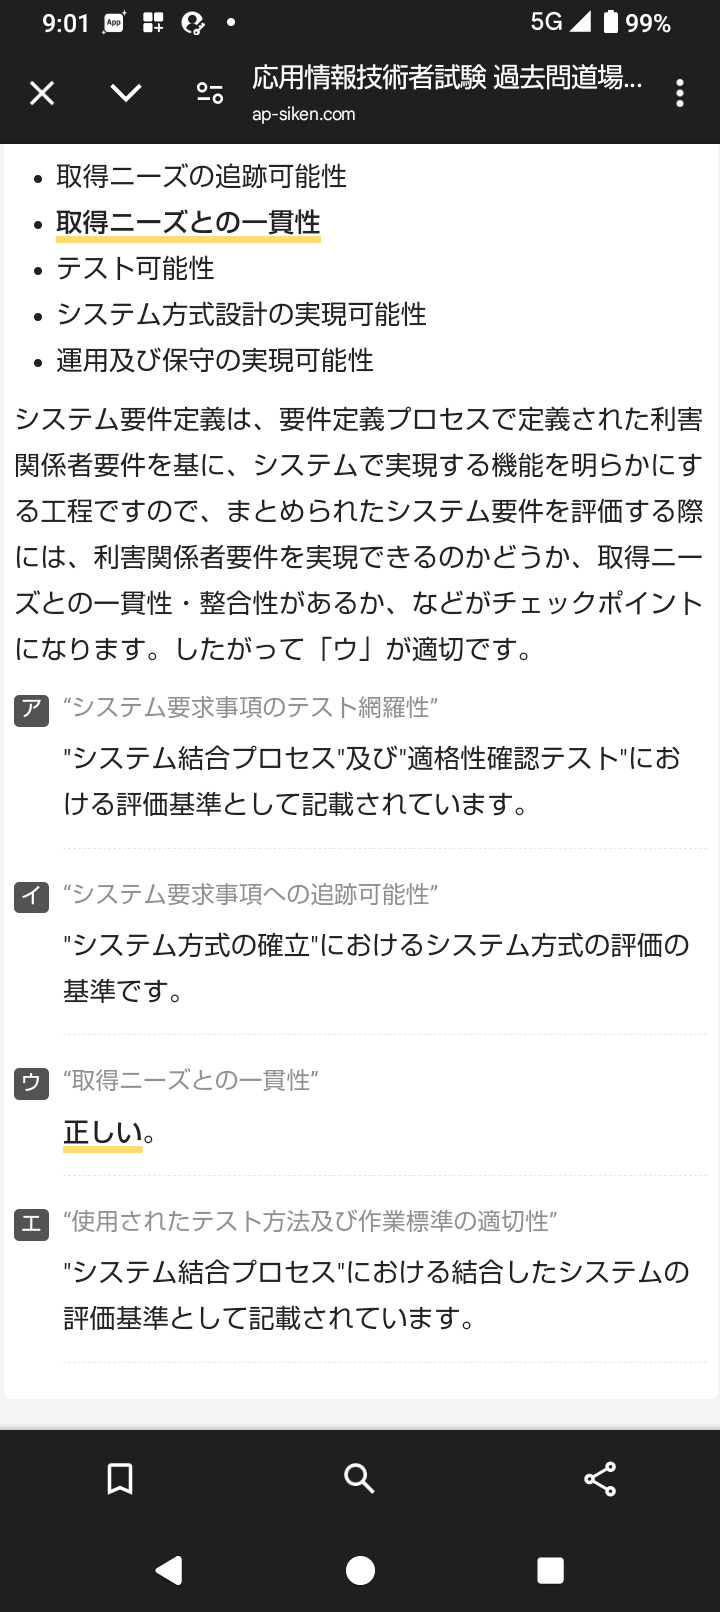 9:01
5G 99%
応用情報技術者試験 過去問道場...
ap-siken.com
• 取得ニーズの追跡可能性
• 取得ニーズとの一貫性
• テスト可能性
• システム方式設計の実現可能性
• 運用及び保守の実現可能性
システム要件定義は、要件定義プロセスで定義された利害
関係者要件を基に、システムで実現する機能を明らかにす
る工程ですので、まとめられたシステム要件を評価する際
には、利害関係者要件を実現できるのかどうか、取得ニー
ズとの一貫性・整合性があるか、などがチェックポイント
になります。したがって「ウ」が適切です。
ア “システム要求事項のテスト網羅性”
"システム結合プロセス"及び"適格性確認テスト"にお
ける評価基準として記載されています。
イ “システム要求事項への追跡可能性”
"システム方式の確立"におけるシステム方式の評価の
基準です。
ウ “取得ニーズとの一貫性”
正しい。
エ “使用されたテスト方法及び作業標準の適切性”
"システム結合プロセス"における結合したシステムの
評価基準として記載されています。